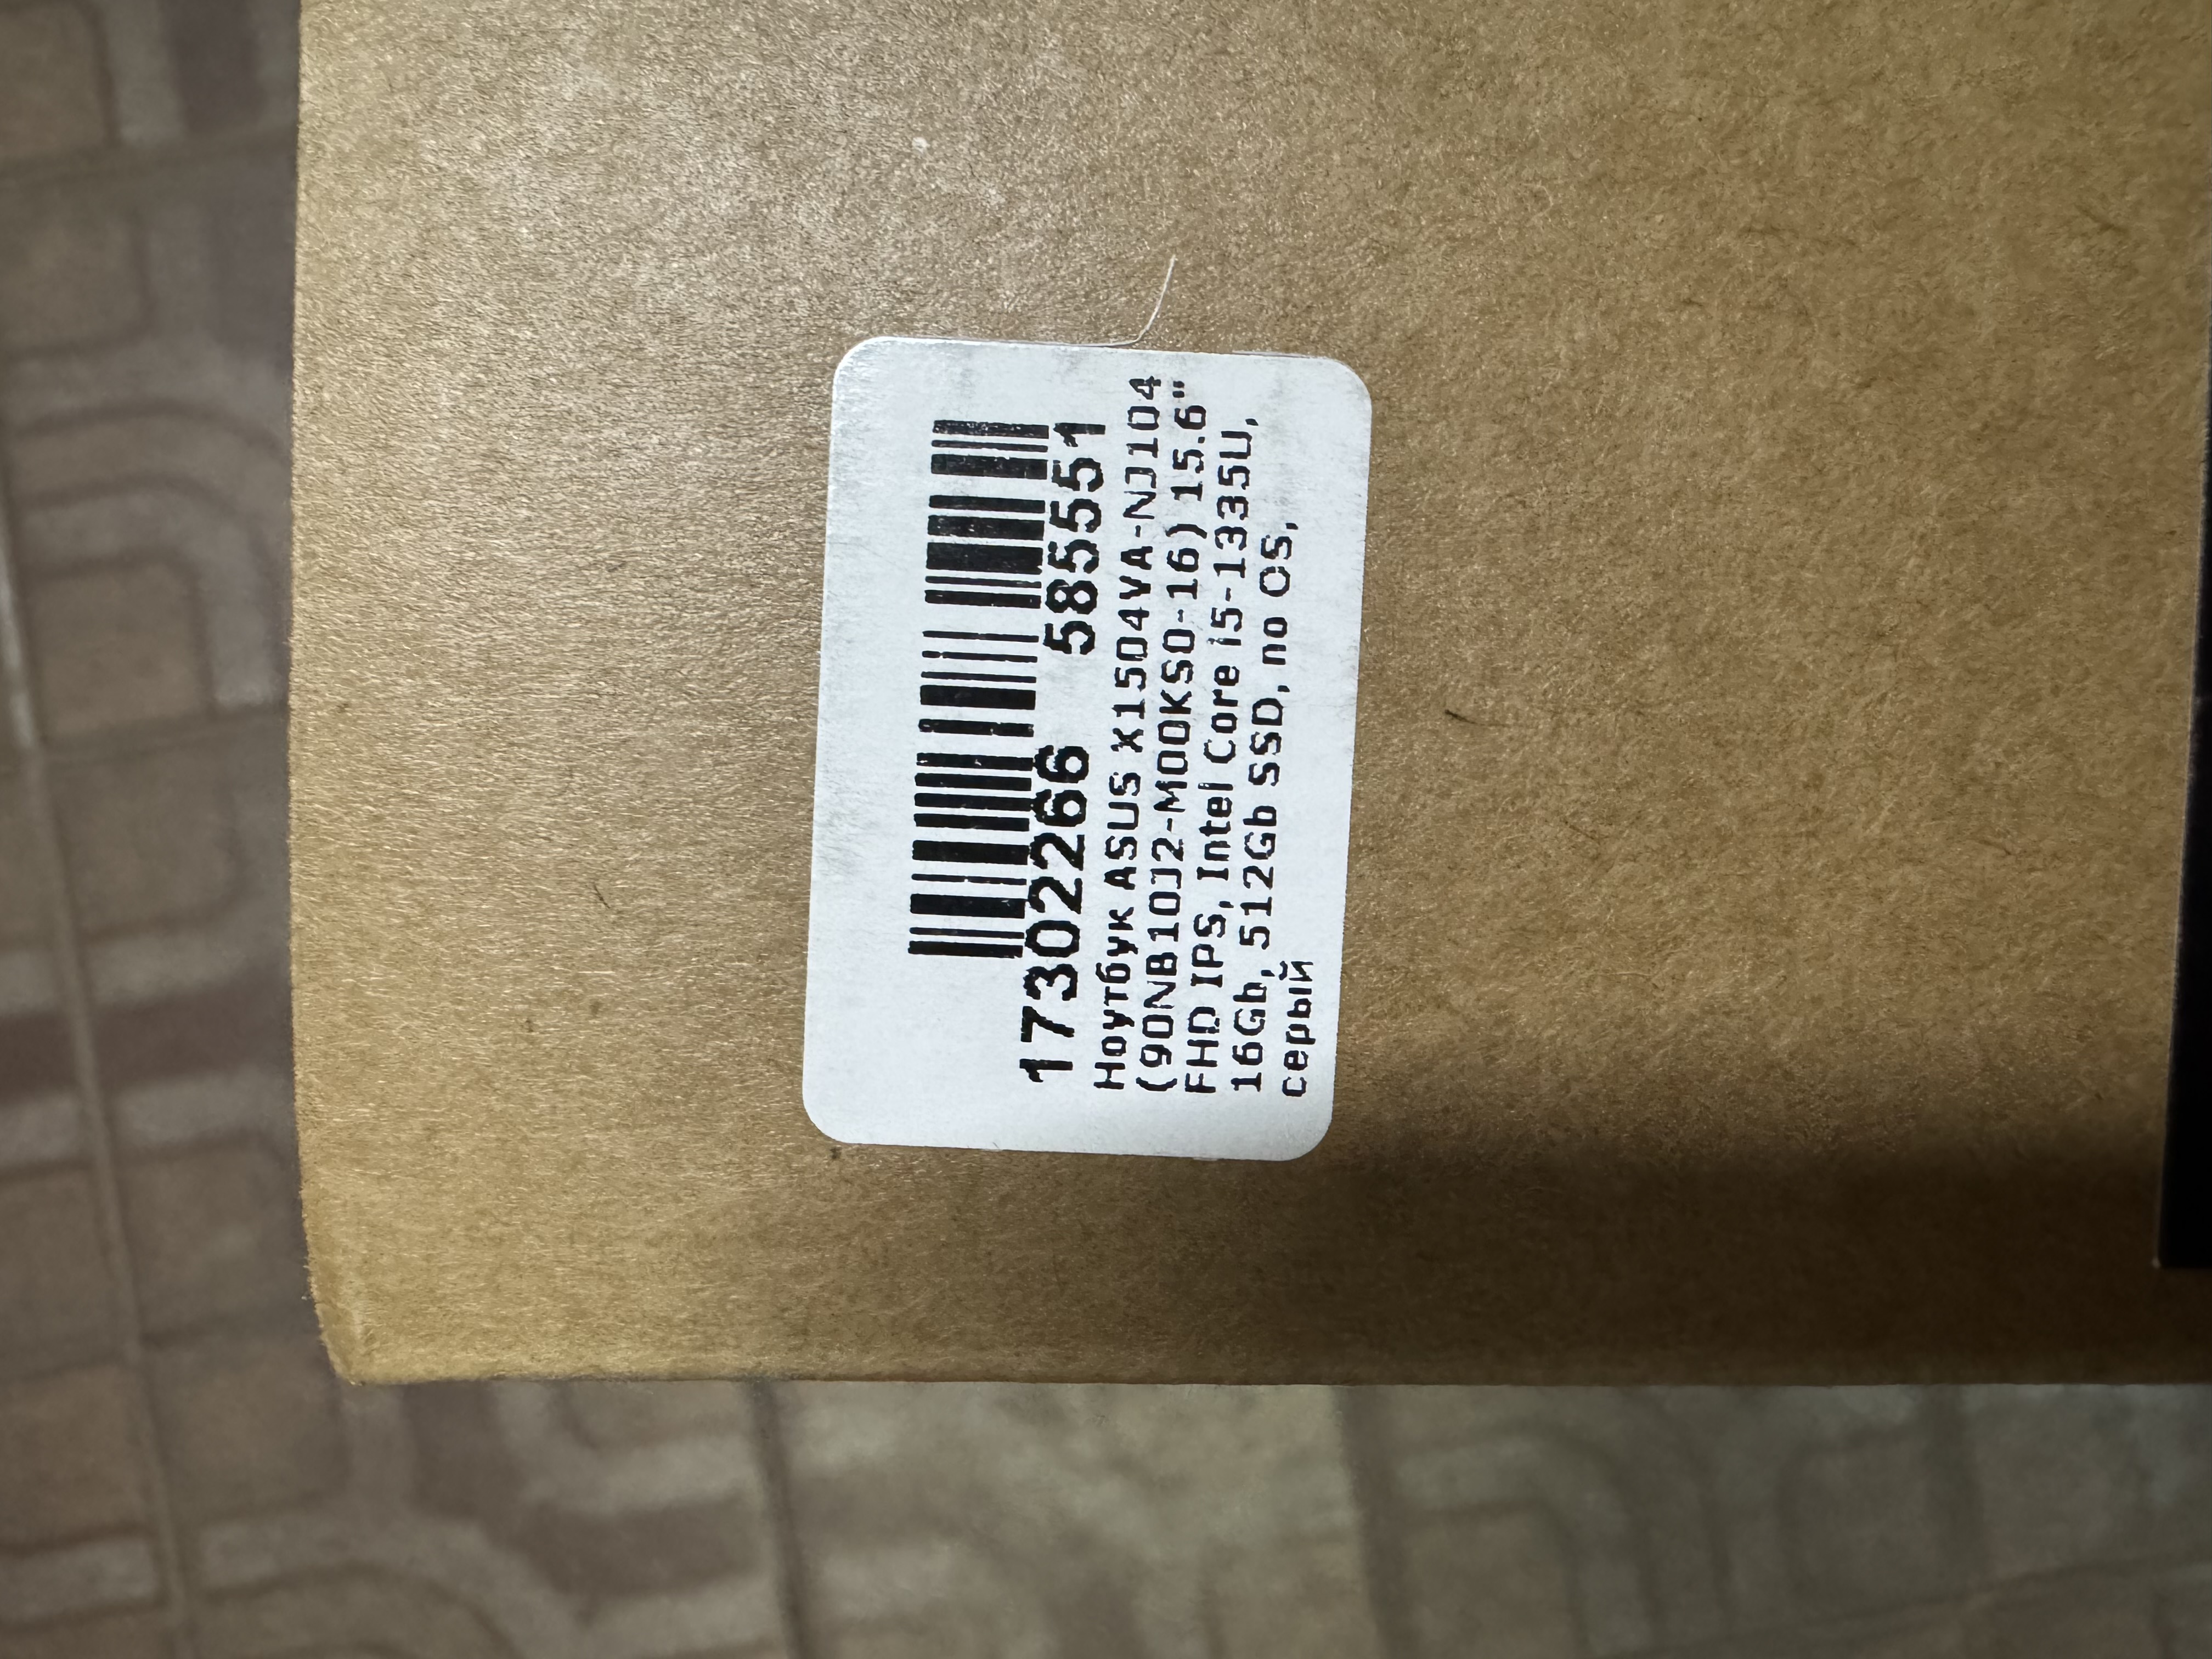 17302266 585551
Ноутбук ASUS X1504VA-NJ104
(90NB10J2-M00KS0-16) 15.6"
FHD IPS, Intel Core i5-1335U,
16Gb, 512Gb SSD, no OS,
серый